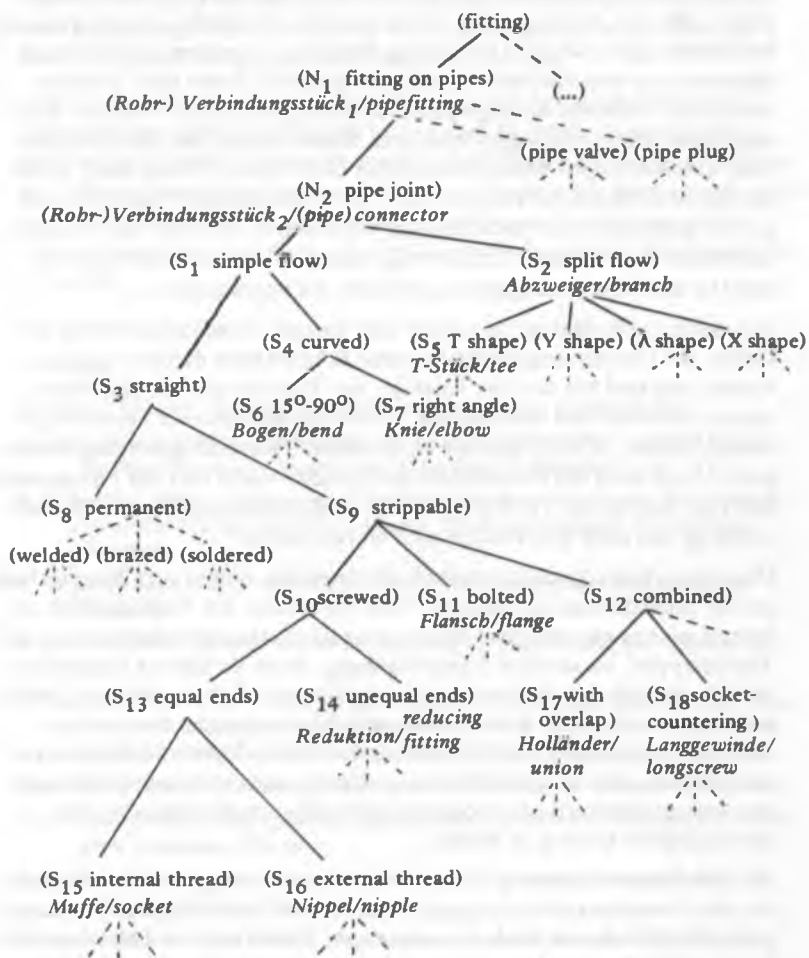 (fitting)
(N1 fitting on pipes)
(...)
(Rohr-) Verbindungsstück1/pipefitting
(pipe valve) (pipe plug)
(N2 pipe joint)
(Rohr-)Verbindungsstück2/(pipe) connector
(S1 simple flow) (S2 split flow)
Abzweiger/branch
(S4 curved) (S5 T shape) (Y shape) (λ shape) (X shape)
T-Stück/tee
(S3 straight)
(S6 15°-90°) (S7 right angle)
Bogen/bend Knie/elbow
(S8 permanent) (S9 strippable)
(welded) (brazed) (soldered)
(S10 screwed) (S11 bolted) (S12 combined)
Flansch/flange
(S13 equal ends) (S14 unequal ends) (S17 with (S18 socket-
overlap) countering)
Reduktion/reducing fitting
Holländer/ Langgewinde/
union longscrew
(S15 internal thread) (S16 external thread)
Muffe/socket Nippel/nipple